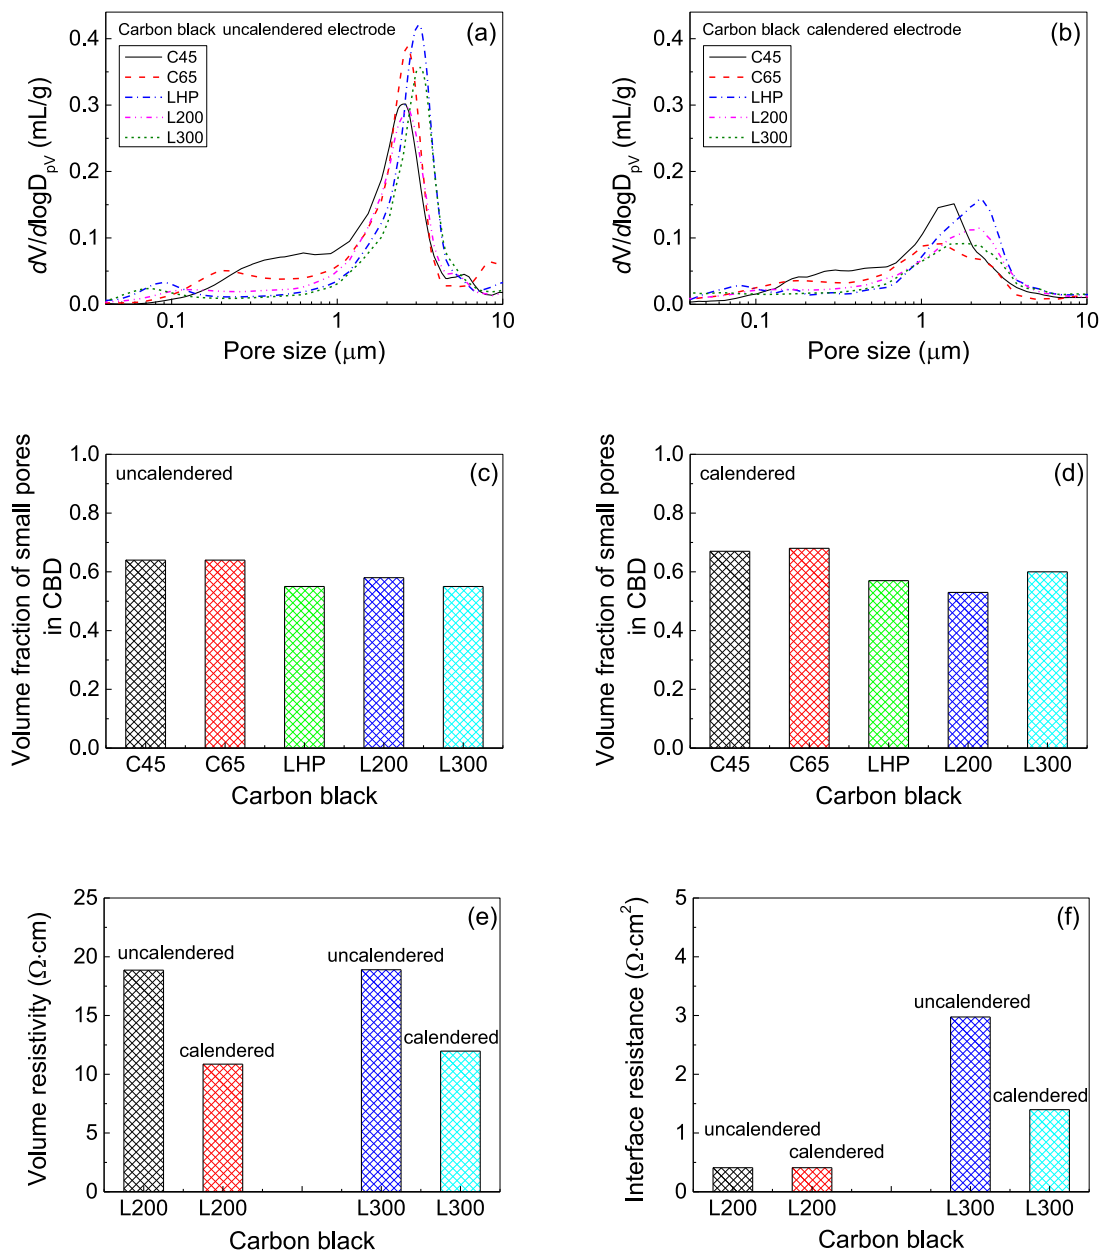 Carbon black uncalendered electrode
(a)
C45
C65
LHP
L200
L300
0.4
0.3
0.2
0.1
0.0
dV/dlogD_pV (mL/g)
0.1
1
10
Pore size (μm)
Carbon black calendered electrode
(b)
C45
C65
LHP
L200
L300
0.4
0.3
0.2
0.1
0.0
dV/dlogD_pV (mL/g)
0.1
1
10
Pore size (μm)
uncalendered
(c)
1.0
0.8
0.6
0.4
0.2
0.0
Volume fraction of small pores
in CBD
C45
C65
LHP
L200
L300
Carbon black
calendered
(d)
1.0
0.8
0.6
0.4
0.2
0.0
Volume fraction of small pores
in CBD
C45
C65
LHP
L200
L300
Carbon black
(e)
25
20
15
10
5
0
Volume resistivity (Ω·cm)
uncalendered
calendered
uncalendered
calendered
L200
L200
L300
L300
Carbon black
(f)
5
4
3
2
1
0
Interface resistance (Ω·cm²)
uncalendered
calendered
uncalendered
calendered
L200
L200
L300
L300
Carbon black